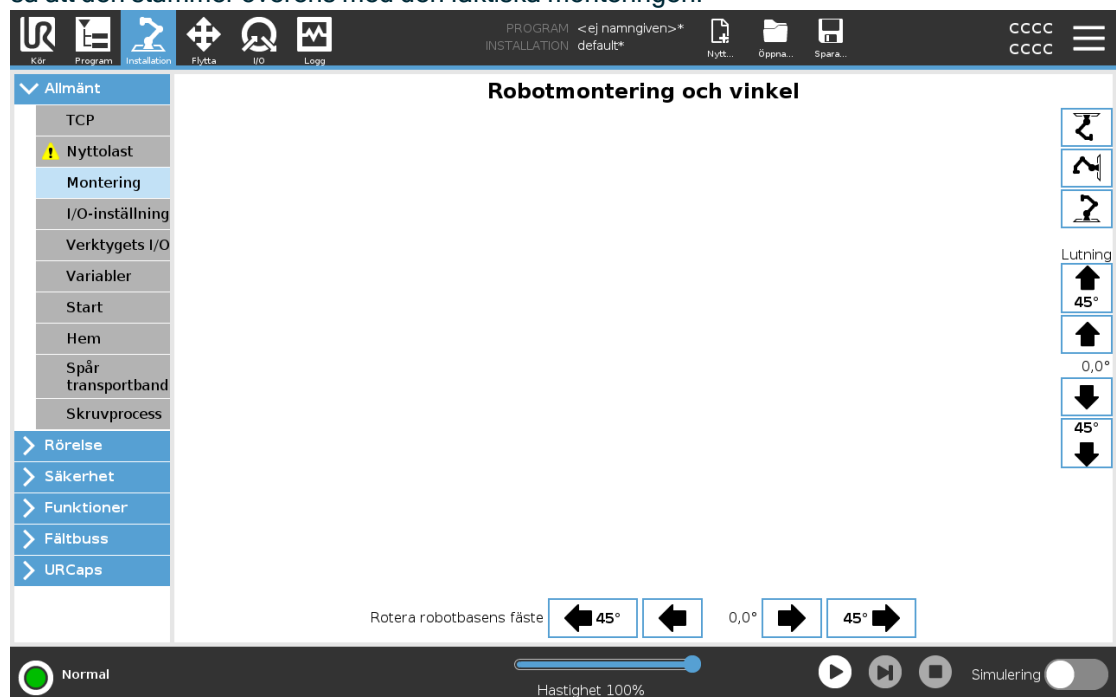 så att den stämmer överens med den faktiska monteringen.
PROGRAM <ej namngiven>*
INSTALLATION default*
Kör
Program
Installation
Flytta
I/O
Logg
Nytt...
Öppna...
Spara...
cccc
cccc
Allmänt
Robotmontering och vinkel
TCP
Nyttolast
Montering
I/O-inställning
Verktygets I/O
Variabler
Start
Hem
Spår
transportband
Skruvprocess
Rörelse
Säkerhet
Funktioner
Fältbuss
URCaps
Lutning
45°
0,0°
45°
Rotera robotbasens fäste
45°
0,0°
45°
Normal
Hastighet 100%
Simulering